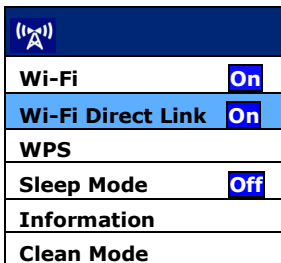 Wi-Fi On
Wi-Fi Direct Link On
WPS
Sleep Mode Off
Information
Clean Mode